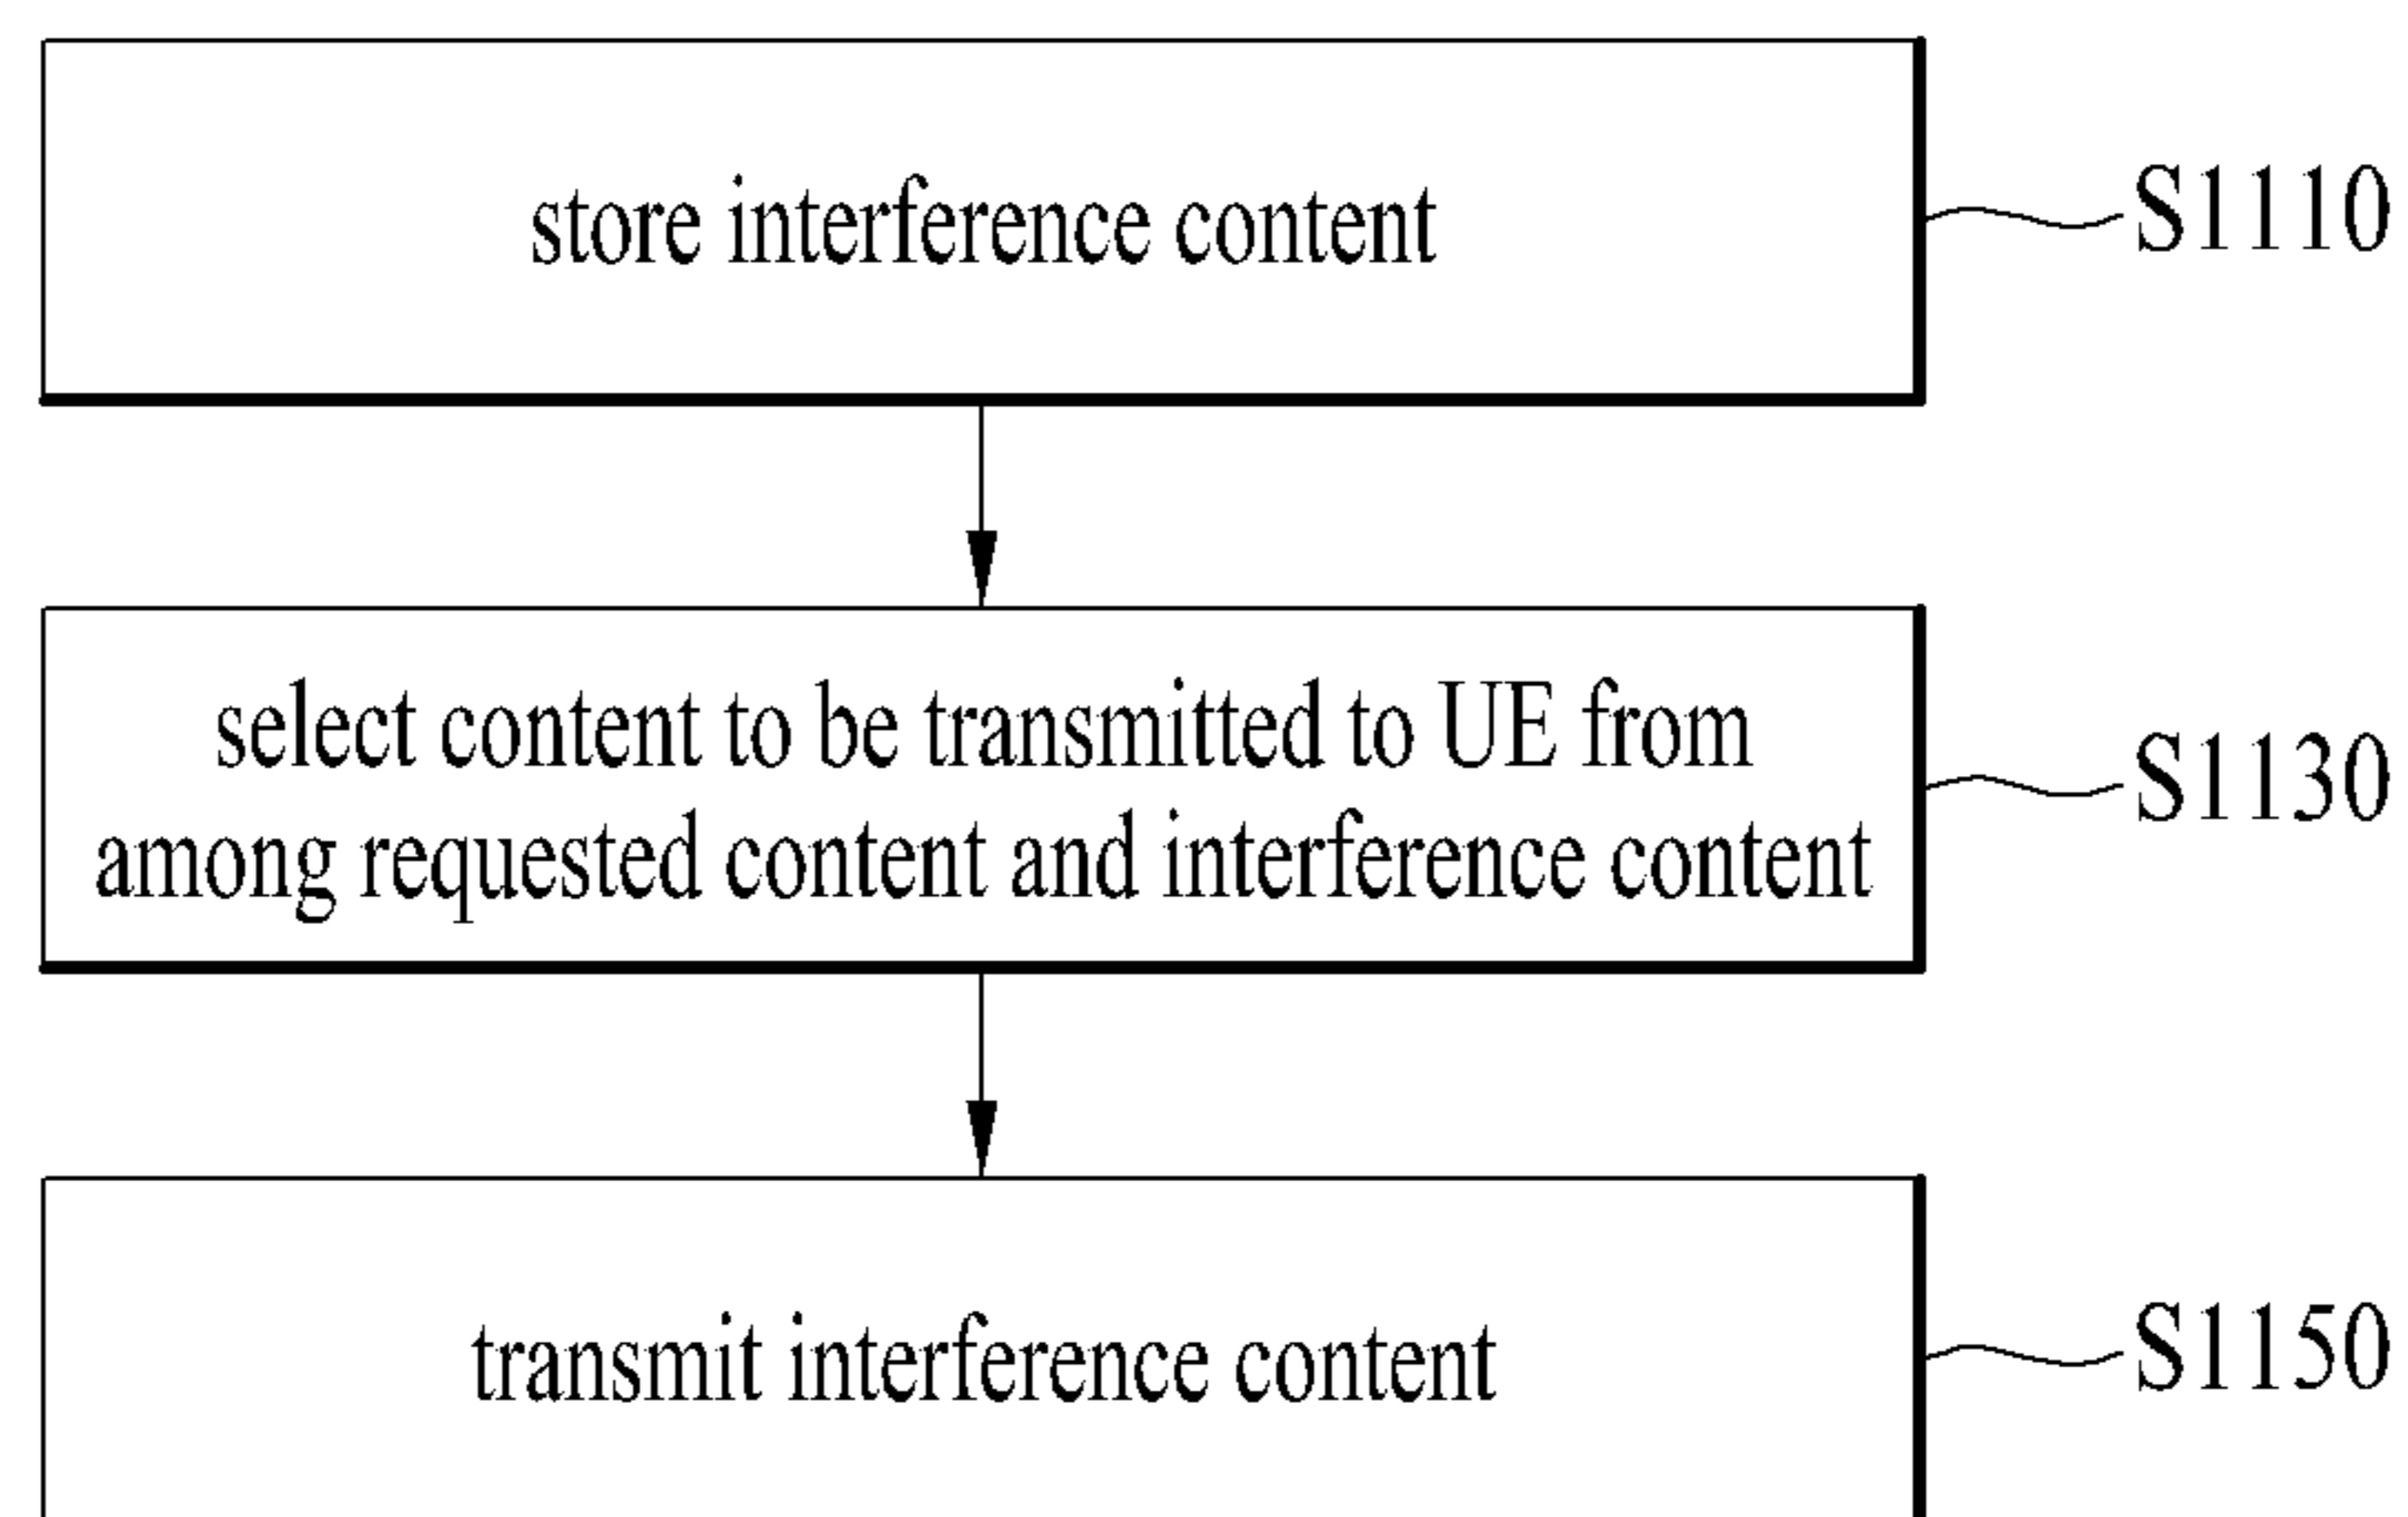 store interference content
S1110
select content to be transmitted to UE from
among requested content and interference content
S1130
transmit interference content
S1150